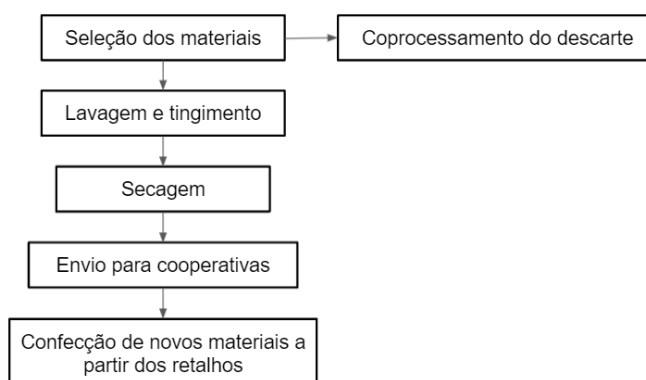 Seleção dos materiais
Coprocessamento do descarte
Lavagem e tingimento
Secagem
Envio para cooperativas
Confecção de novos materiais a
partir dos retalhos